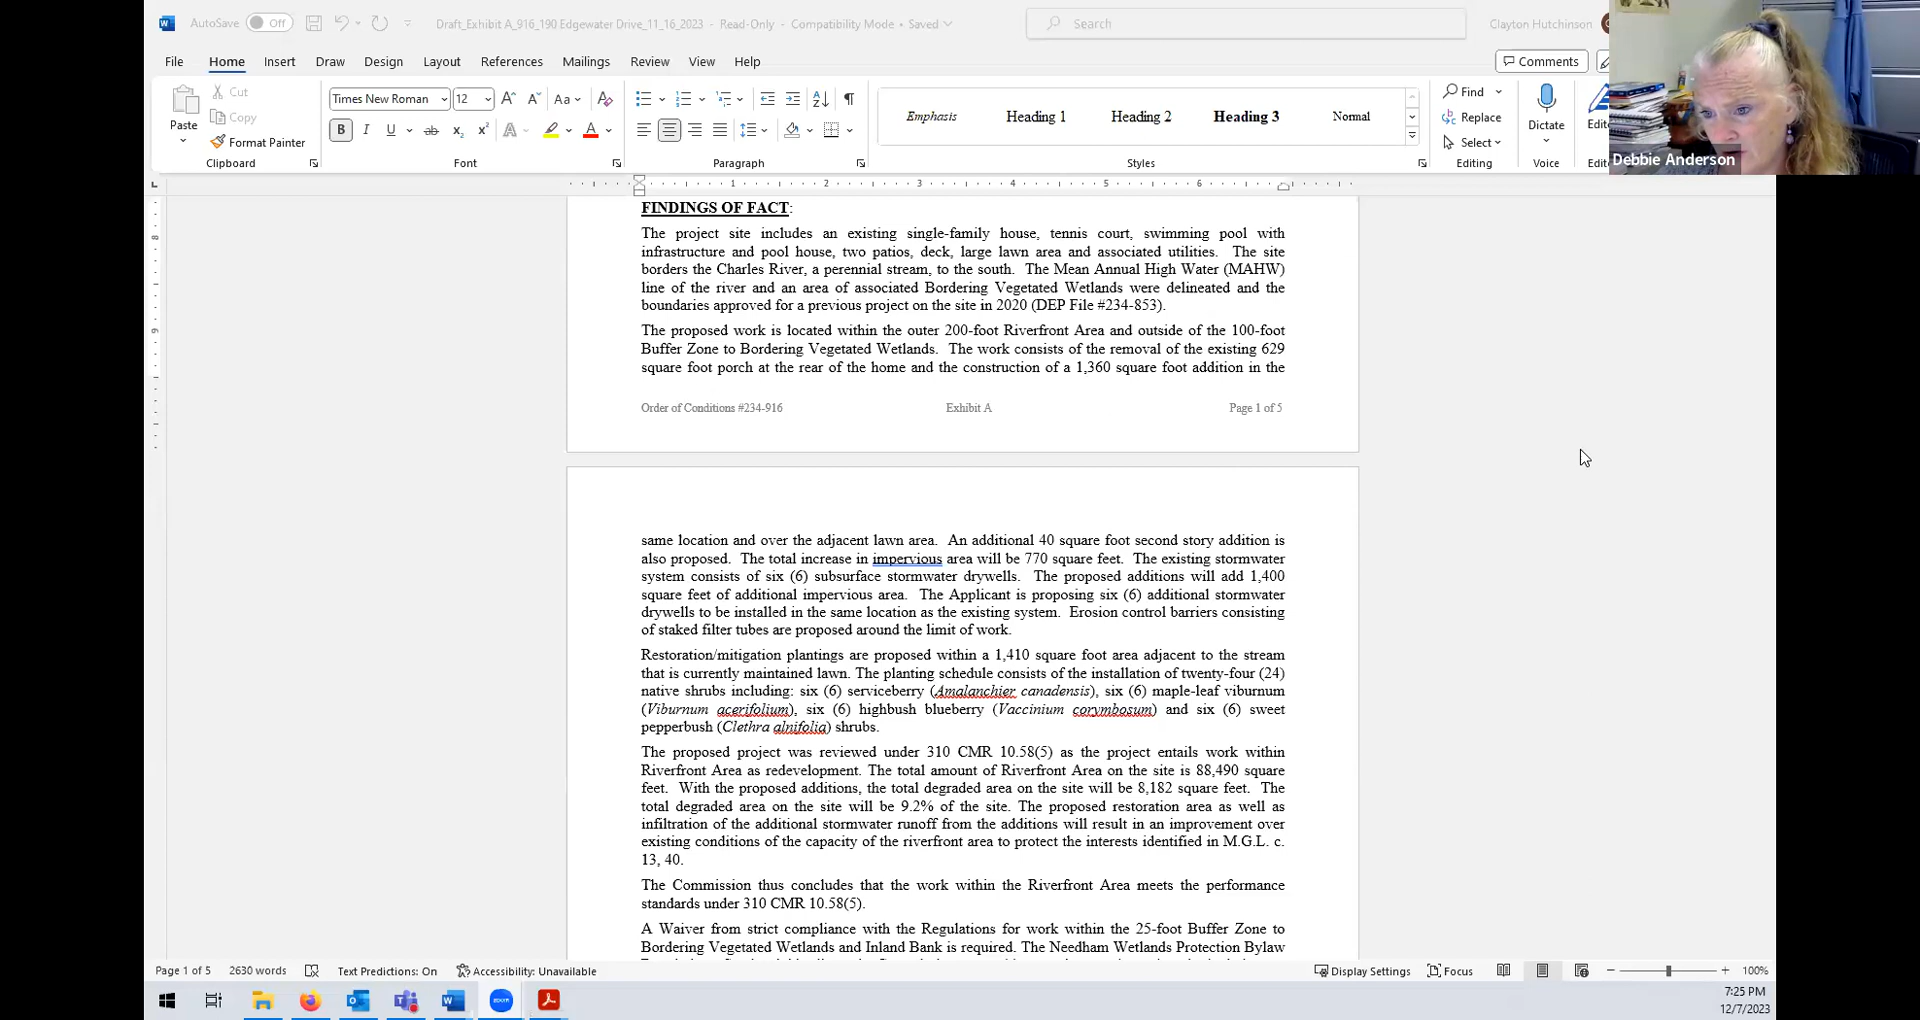 AutoSave Off
Draft_Exhibit A_916_190 Edgewater Drive_11_16_2023 - Read-Only - Compatibility Mode • Saved
Search
Clayton Hutchinson
File Home Insert Draw Design Layout References Mailings Review View Help
Comments
Paste
Cut
Copy
Format Painter
Clipboard
Times New Roman 12
Font
Paragraph
Emphasis Heading 1 Heading 2 Heading 3 Normal
Styles
Find
Replace
Select
Editing
Dictate
Voice
Debbie Anderson
1 2 3 4 5 6
FINDINGS OF FACT:
The project site includes an existing single-family house, tennis court, swimming pool with
infrastructure and pool house, two patios, deck, large lawn area and associated utilities. The site
borders the Charles River, a perennial stream, to the south. The Mean Annual High Water (MAHW)
line of the river and an area of associated Bordering Vegetated Wetlands were delineated and the
boundaries approved for a previous project on the site in 2020 (DEP File #234-853).
The proposed work is located within the outer 200-foot Riverfront Area and outside of the 100-foot
Buffer Zone to Bordering Vegetated Wetlands. The work consists of the removal of the existing 629
square foot porch at the rear of the home and the construction of a 1,360 square foot addition in the
Order of Conditions #234-916 Exhibit A Page 1 of 5
same location and over the adjacent lawn area. An additional 40 square foot second story addition is
also proposed. The total increase in impervious area will be 770 square feet. The existing stormwater
system consists of six (6) subsurface stormwater drywells. The proposed additions will add 1,400
square feet of additional impervious area. The Applicant is proposing six (6) additional stormwater
drywells to be installed in the same location as the existing system. Erosion control barriers consisting
of staked filter tubes are proposed around the limit of work.
Restoration/mitigation plantings are proposed within a 1,410 square foot area adjacent to the stream
that is currently maintained lawn. The planting schedule consists of the installation of twenty-four (24)
native shrubs including: six (6) serviceberry (Amalanchier canadensis), six (6) maple-leaf viburnum
(Viburnum acerifolium), six (6) highbush blueberry (Vaccinium corymbosum) and six (6) sweet
pepperbush (Clethra alnifolia) shrubs.
The proposed project was reviewed under 310 CMR 10.58(5) as the project entails work within
Riverfront Area as redevelopment. The total amount of Riverfront Area on the site is 88,490 square
feet. With the proposed additions, the total degraded area on the site will be 8,182 square feet. The
total degraded area on the site will be 9.2% of the site. The proposed restoration area as well as
infiltration of the additional stormwater runoff from the additions will result in an improvement over
existing conditions of the capacity of the riverfront area to protect the interests identified in M.G.L. c.
13, 40.
The Commission thus concludes that the work within the Riverfront Area meets the performance
standards under 310 CMR 10.58(5).
A Waiver from strict compliance with the Regulations for work within the 25-foot Buffer Zone to
Bordering Vegetated Wetlands and Inland Bank is required. The Needham Wetlands Protection Bylaw
Page 1 of 5 2630 words Text Predictions: On Accessibility: Unavailable
Display Settings Focus 100%
7:25 PM
12/7/2023